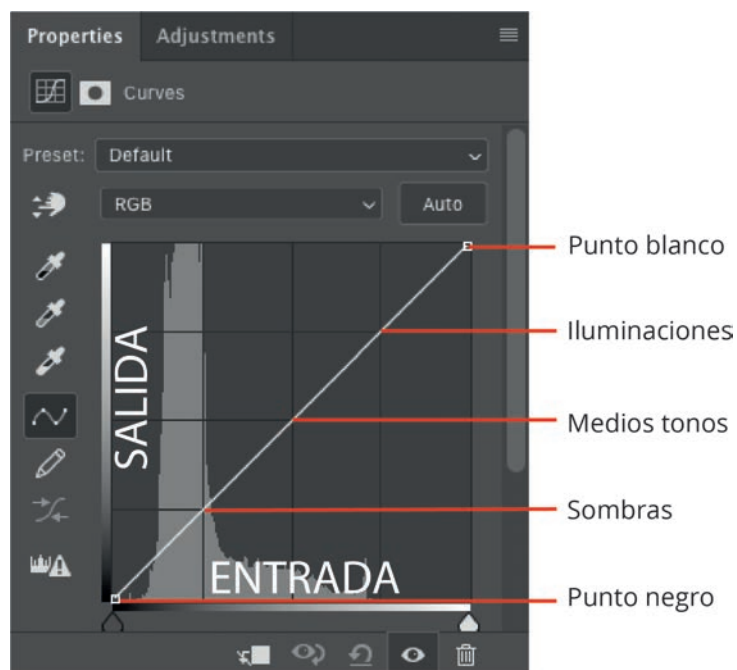 Properties Adjustments
Curves
Preset: Default
RGB Auto
Punto blanco
Iluminaciones
SALIDA
Medios tonos
Sombras
ENTRADA
Punto negro